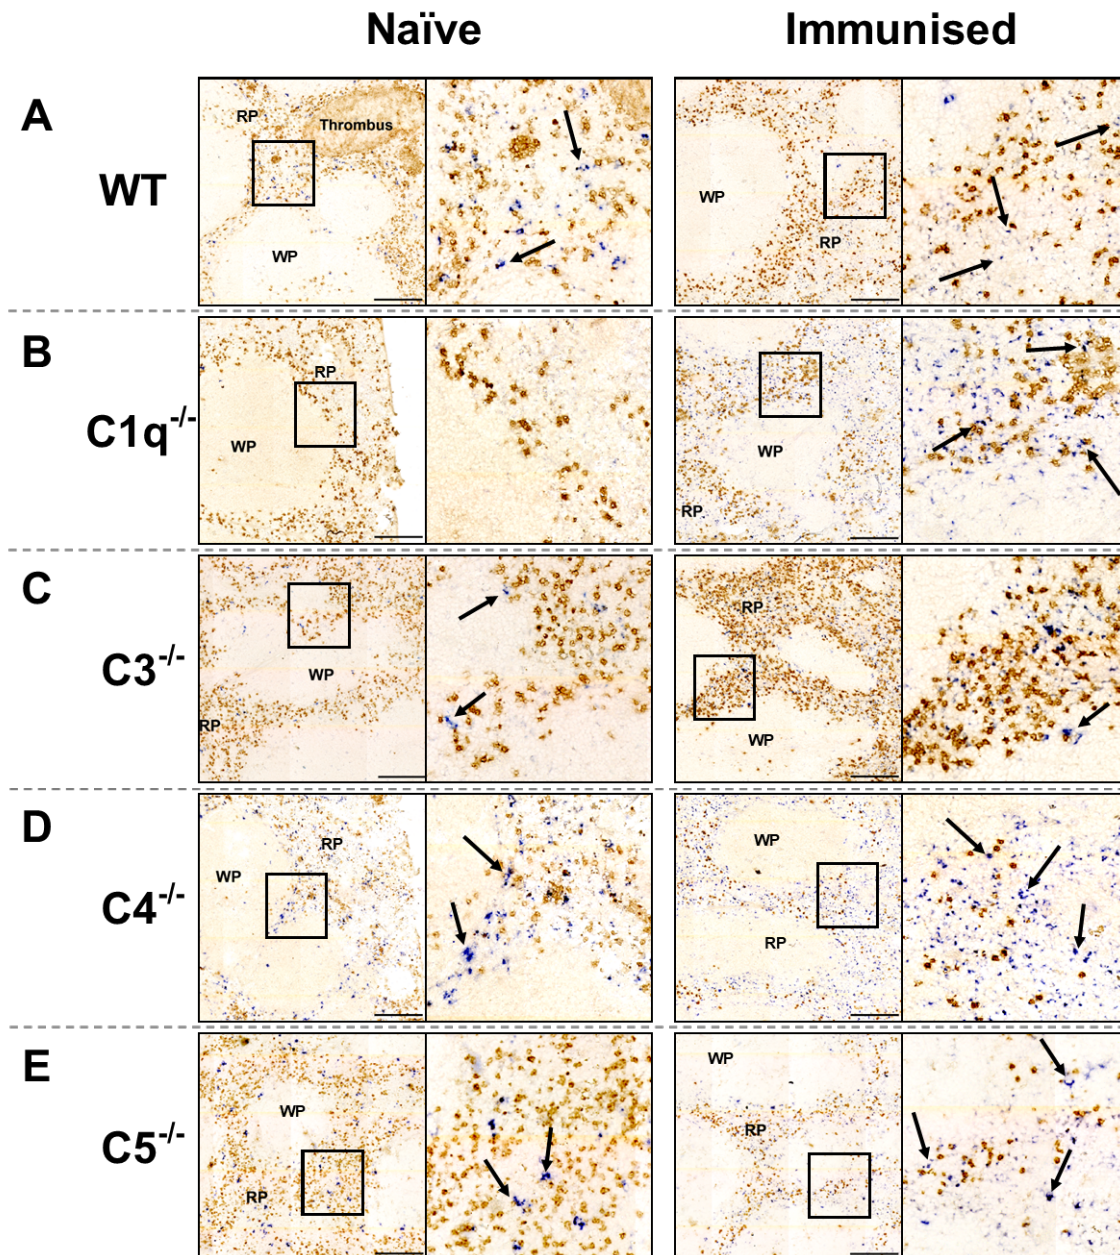 Naïve Immunised
A
WT
RP
Thrombus
WP
WP
RP
B
C1q-/-
RP
WP
WP
RP
C
C3-/-
WP
RP
RP
WP
D
C4-/-
RP
WP
WP
RP
E
C5-/-
WP
RP
WP
RP